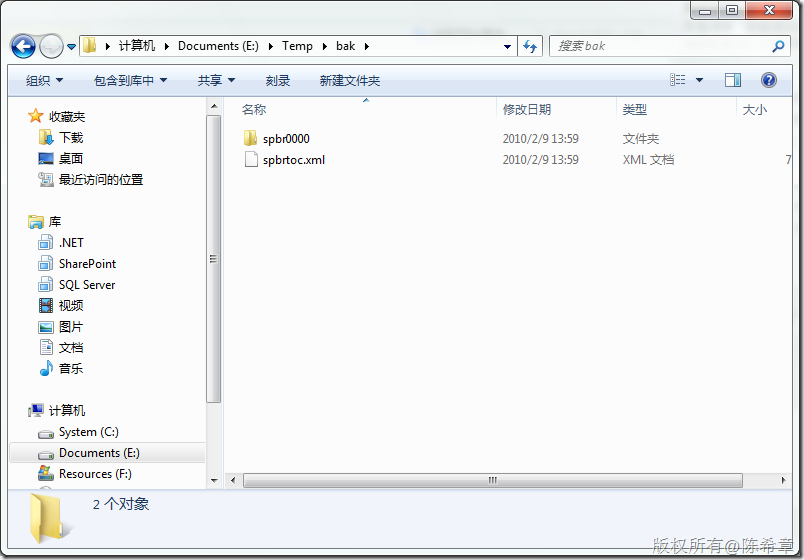 计算机 Documents (E:) Temp bak
搜索 bak
组织 包含到库中 共享 刻录 新建文件夹
收藏夹
下载
桌面
最近访问的位置
库
.NET
SharePoint
SQL Server
视频
图片
文档
音乐
计算机
System (C:)
Documents (E:)
Resources (F:)
名称 修改日期 类型 大小
spbr0000 2010/2/9 13:59 文件夹
spbrtoc.xml 2010/2/9 13:59 XML 文档 7
2 个对象
版权所有@陈希章